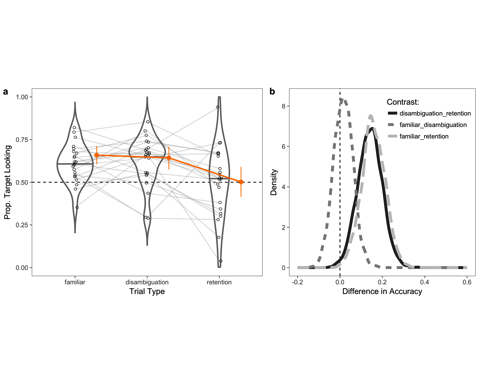 a
Prop. Target Looking
1.00
0.75
0.50
0.25
0.00
familiar disambiguation retention
Trial Type
b
Density
8
6
4
2
0
Contrast:
disambiguation_retention
familiar_disambiguation
familiar_retention
-0.2 0.0 0.2 0.4 0.6
Difference in Accuracy